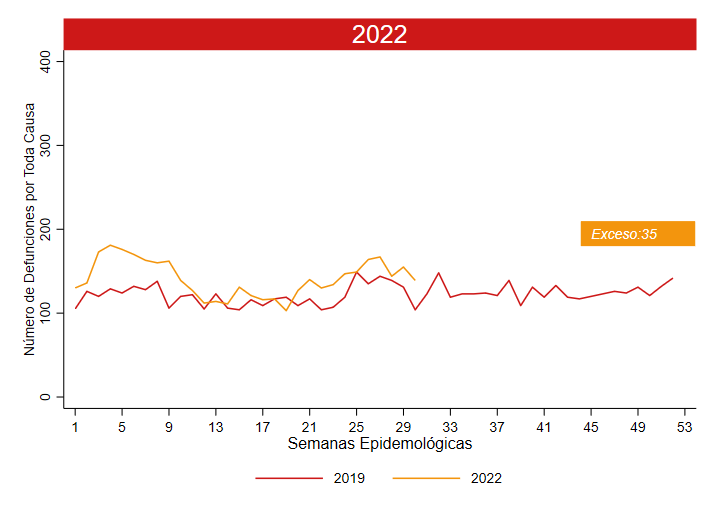 2022
400
300
200
100
0
Número de Defunciones por Toda Causa
Exceso:35
1 5 9 13 17 21 25 29 33 37 41 45 49 53
Semanas Epidemológicas
2019 2022